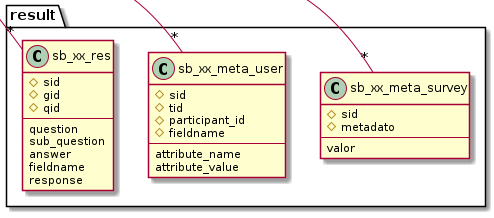 result
*
*
*
C sb_xx_res
sid
gid
qid
question
sub_question
answer
fieldname
response
C sb_xx_meta_user
sid
tid
participant_id
fieldname
attribute_name
attribute_value
C sb_xx_meta_survey
sid
metadato
valor